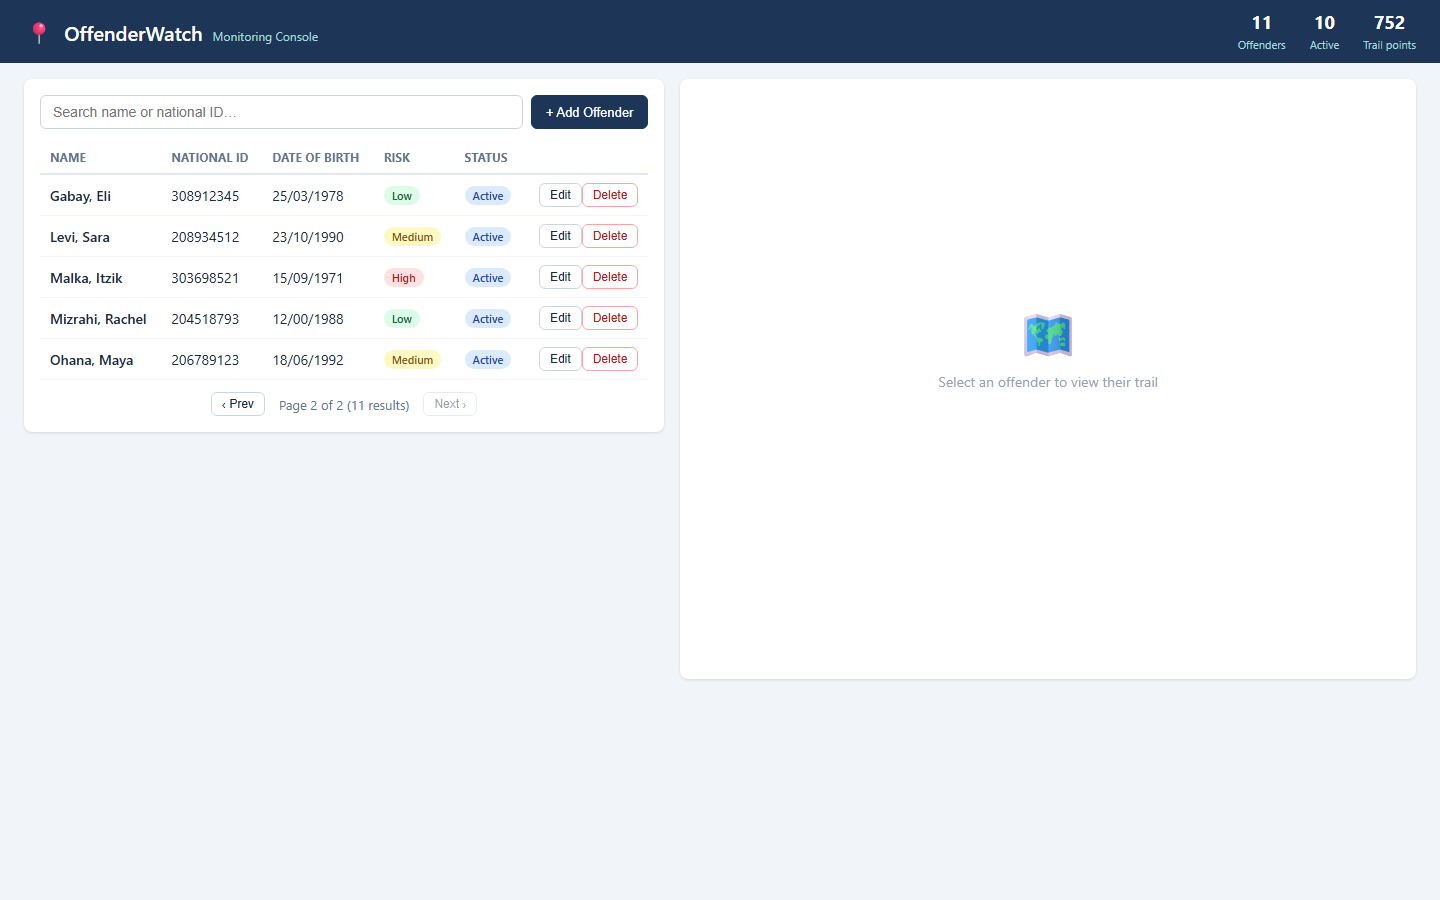 OffenderWatch Monitoring Console
11 10 752
Offenders Active Trail points
Search name or national ID...
+ Add Offender
NAME NATIONAL ID DATE OF BIRTH RISK STATUS
Gabay, Eli 308912345 25/03/1978 Low Active Edit Delete
Levi, Sara 208934512 23/10/1990 Medium Active Edit Delete
Malka, Itzik 303698521 15/09/1971 High Active Edit Delete
Mizrahi, Rachel 204518793 12/00/1988 Low Active Edit Delete
Ohana, Maya 206789123 18/06/1992 Medium Active Edit Delete
‹ Prev Page 2 of 2 (11 results) Next ›
Select an offender to view their trail